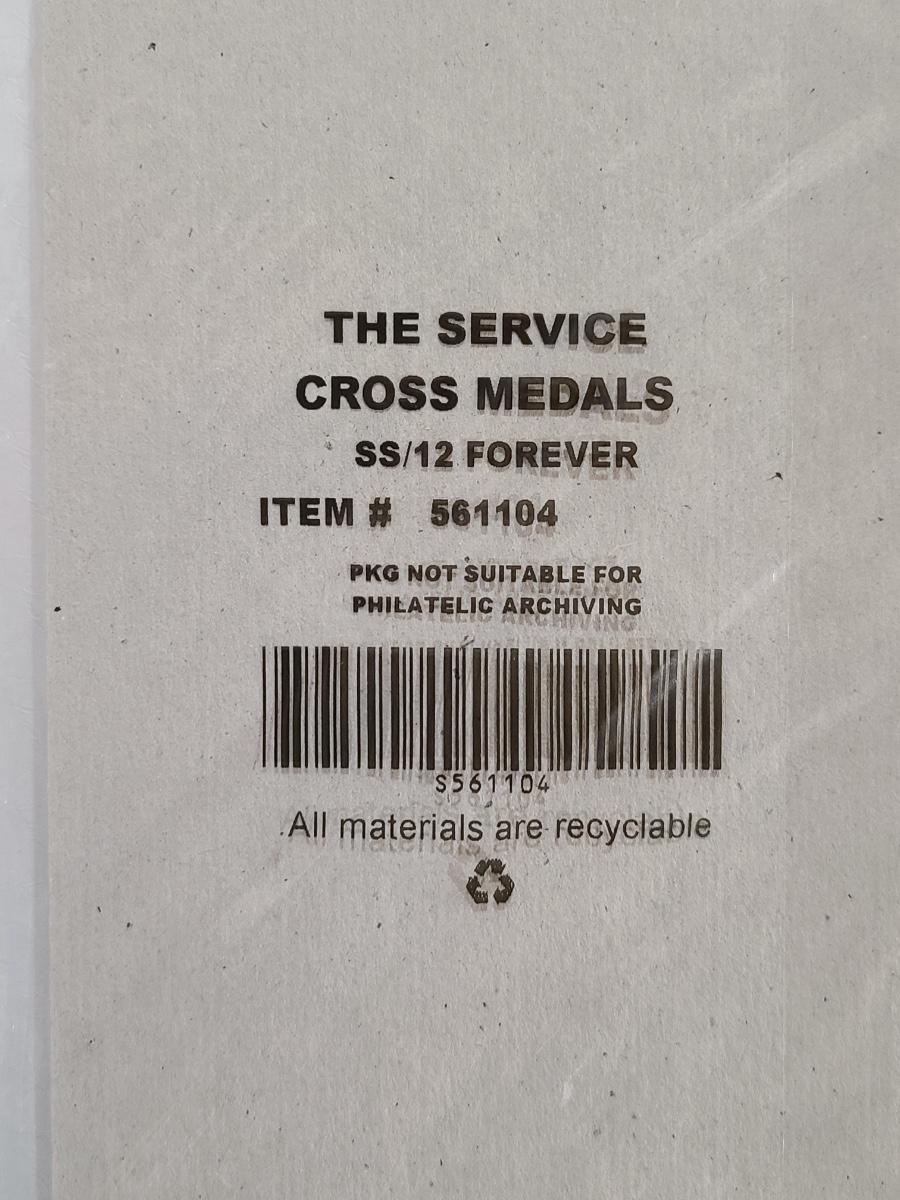 THE SERVICE
CROSS MEDALS
SS/12 FOREVER
ITEM # 561104
PKG NOT SUITABLE FOR
PHILATELIC ARCHIVING
S561104
All materials are recyclable